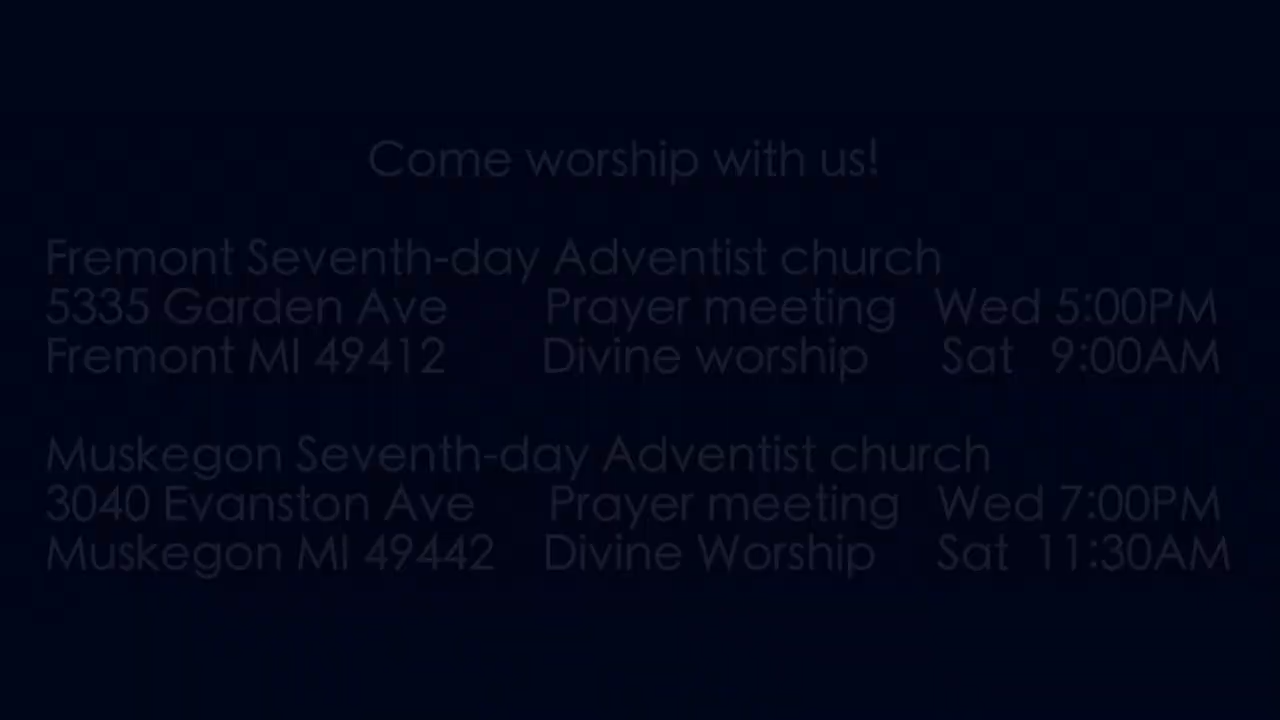 Come worship with us!
Fremont Seventh-day Adventist church
5335 Garden Ave Prayer meeting Wed 5:00PM
Fremont MI 49412 Divine worship Sat 9:00AM
Muskegon Seventh-day Adventist church
3040 Evanston Ave Prayer meeting Wed 7:00PM
Muskegon MI 49442 Divine Worship Sat 11:30AM